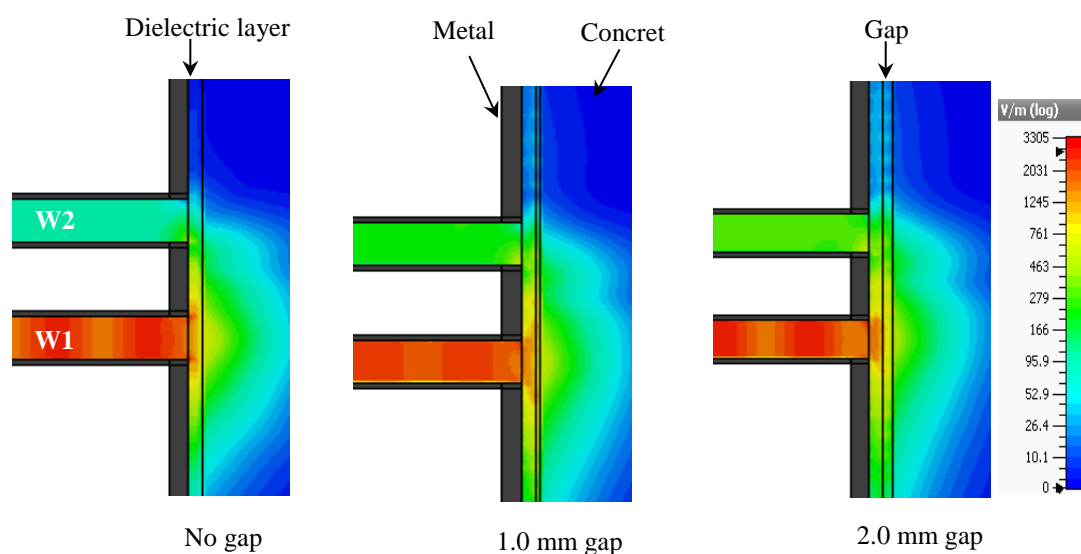 Dielectric layer
Metal
Concret
Gap
W2
W1
V/m (log)
3305
2031
1245
761
463
279
166
95.9
52.9
26.4
10.1
0
No gap
1.0 mm gap
2.0 mm gap